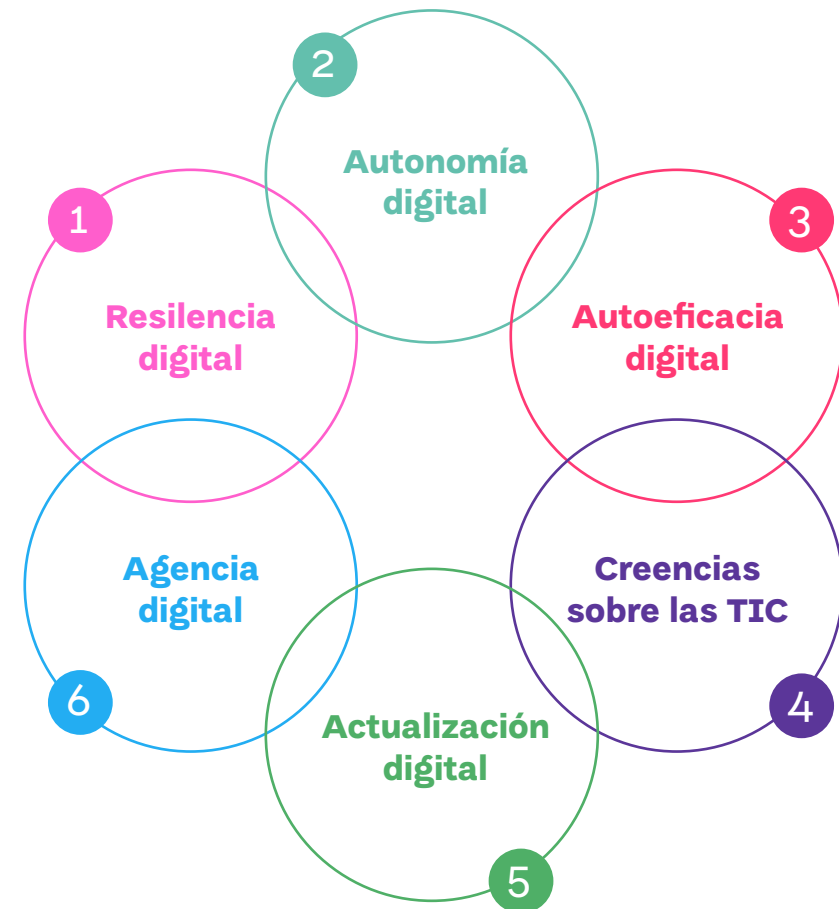 1
Resilencia
digital
2
Autonomía
digital
3
Autoeficacia
digital
4
Creencias
sobre las TIC
5
Actualización
digital
6
Agencia
digital